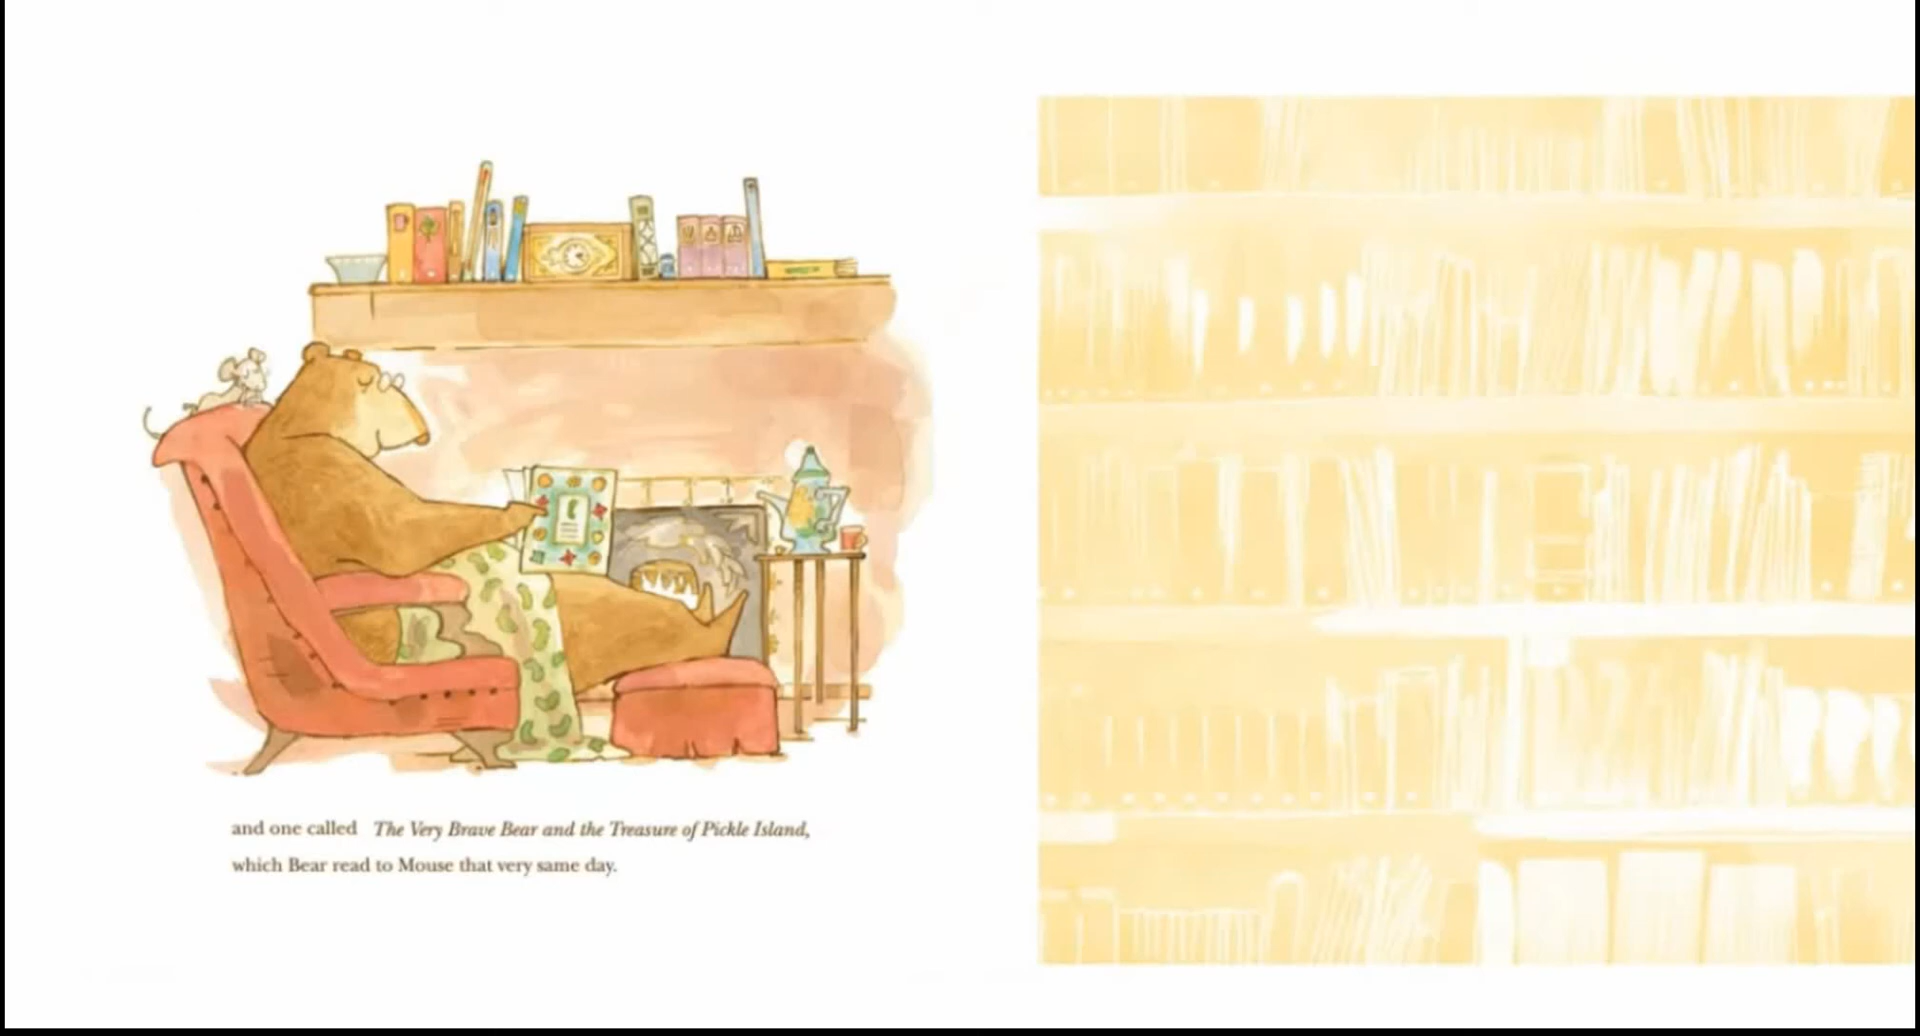 and one called The Very Brave Bear and the Treasure of Pickle Island,
which Bear read to Mouse that very same day.